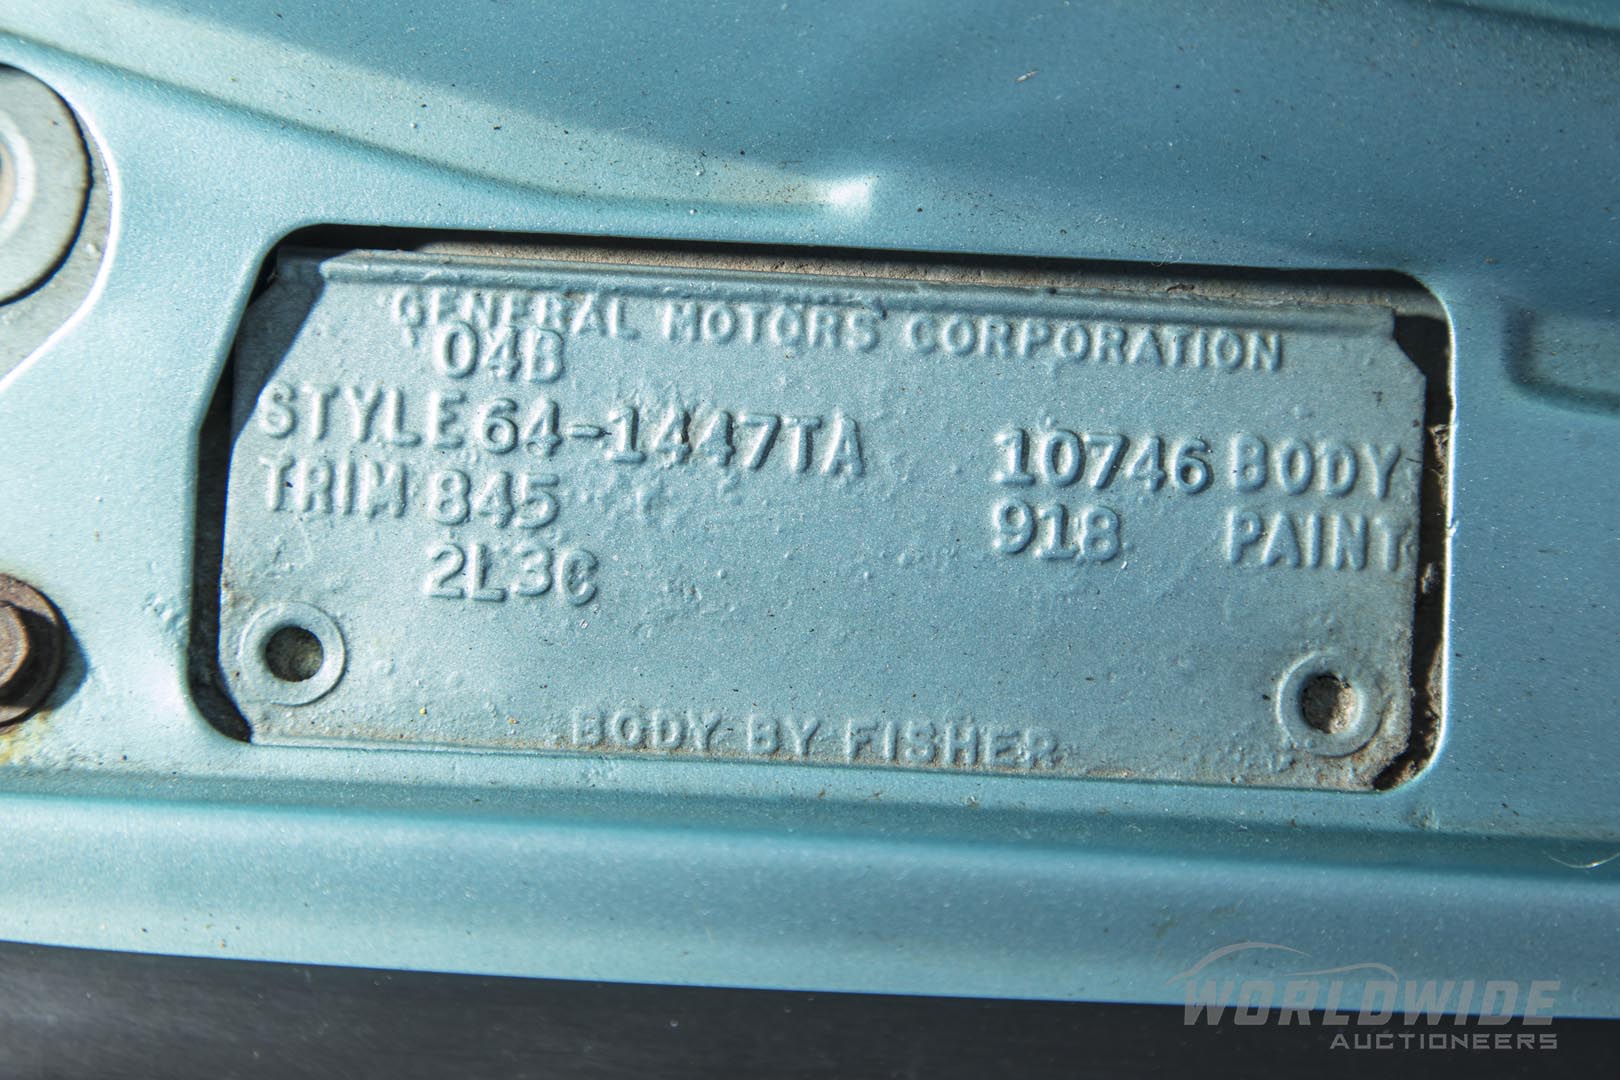 GENERAL MOTORS CORPORATION
04B
STYLE 64-1447TA 10746 BODY
TRIM 845 918 PAINT
2L3C
BODY BY FISHER
WORLDWIDE
AUCTIONEERS